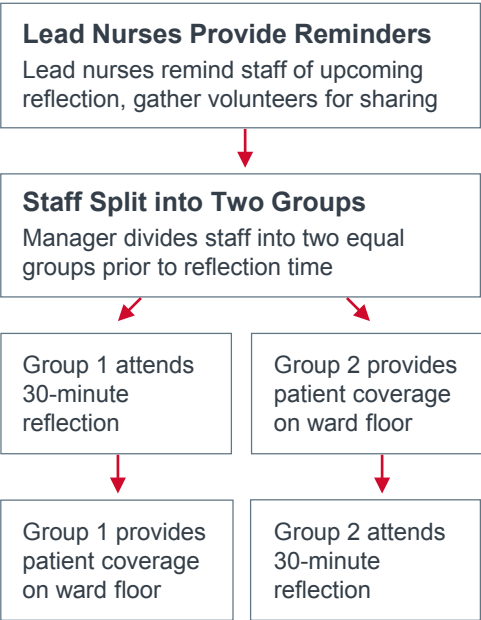 Lead Nurses Provide Reminders
Lead nurses remind staff of upcoming
reflection, gather volunteers for sharing
Staff Split into Two Groups
Manager divides staff into two equal
groups prior to reflection time
Group 1 attends
30-minute
reflection
Group 2 provides
patient coverage
on ward floor
Group 1 provides
patient coverage
on ward floor
Group 2 attends
30-minute
reflection